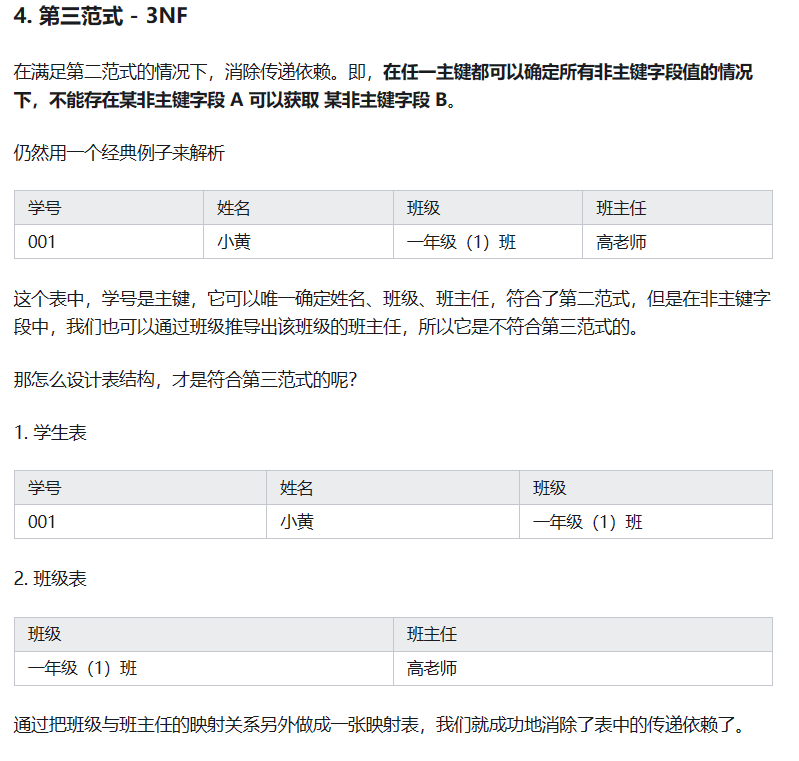 4. 第三范式 - 3NF
在满足第二范式的情况下，消除传递依赖。即，在任一主键都可以确定所有非主键字段值的情况
下，不能存在某非主键字段 A 可以获取 某非主键字段 B。
仍然用一个经典例子来解析
学号 姓名 班级 班主任
001 小黄 一年级（1）班 高老师
这个表中，学号是主键，它可以唯一确定姓名、班级、班主任，符合了第二范式，但是在非主键字
段中，我们也可以通过班级推导出该班级的班主任，所以它是不符合第三范式的。
那怎么设计表结构，才是符合第三范式的呢？
1. 学生表
学号 姓名 班级
001 小黄 一年级（1）班
2. 班级表
班级 班主任
一年级（1）班 高老师
通过把班级与班主任的映射关系另外做成一张映射表，我们就成功地消除了表中的传递依赖了。